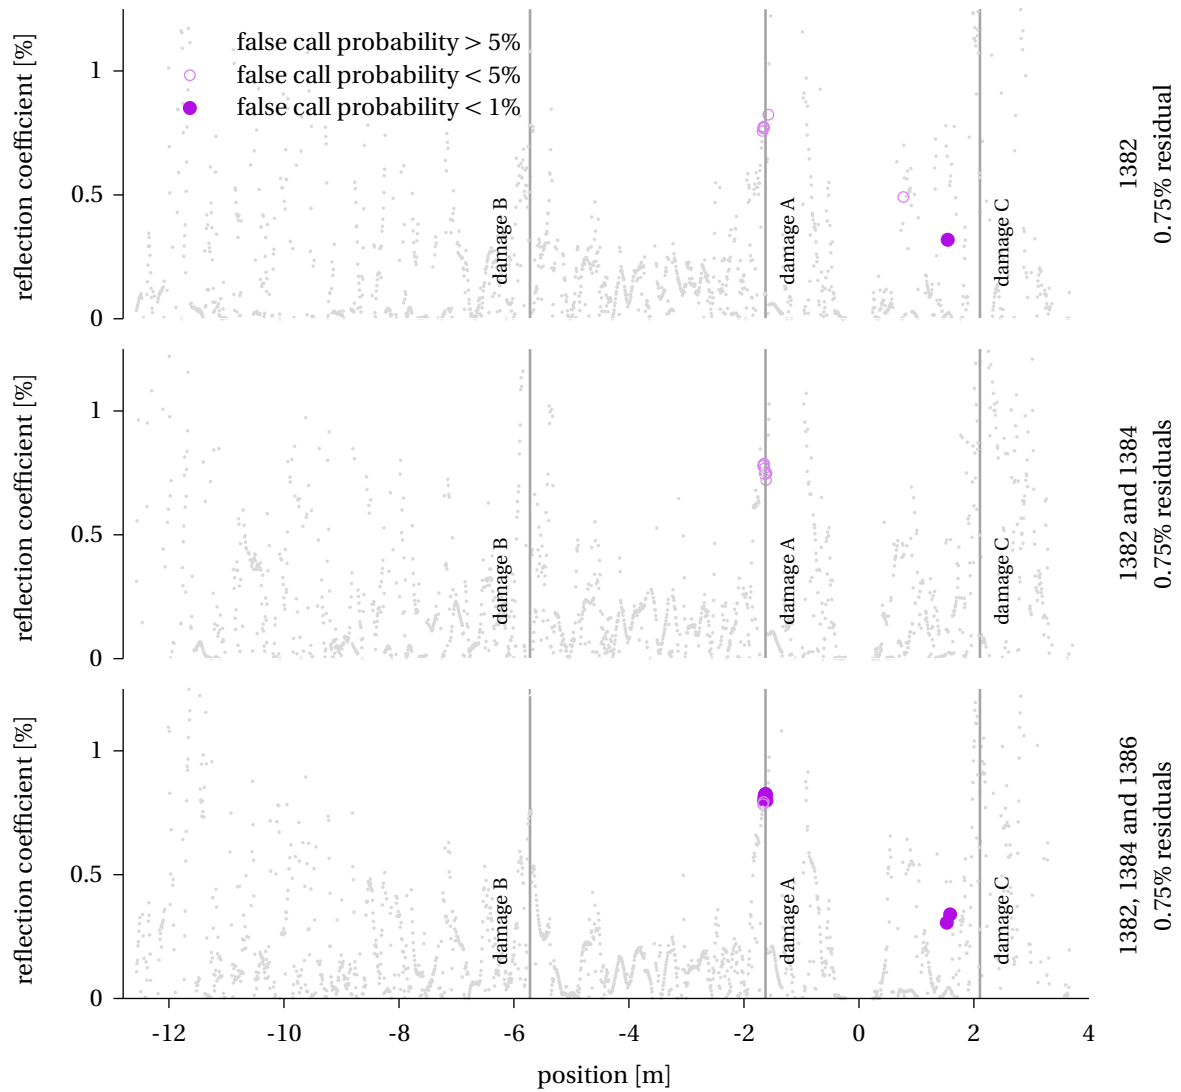 false call probability > 5%
false call probability < 5%
false call probability < 1%
reflection coefficient [%]
1
0.5
0
damage B
damage A
damage C
1382
0.75% residual
reflection coefficient [%]
1
0.5
0
damage B
damage A
damage C
1382 and 1384
0.75% residuals
reflection coefficient [%]
1
0.5
0
damage B
damage A
damage C
1382, 1384 and 1386
0.75% residuals
-12 -10 -8 -6 -4 -2 0 2 4
position [m]